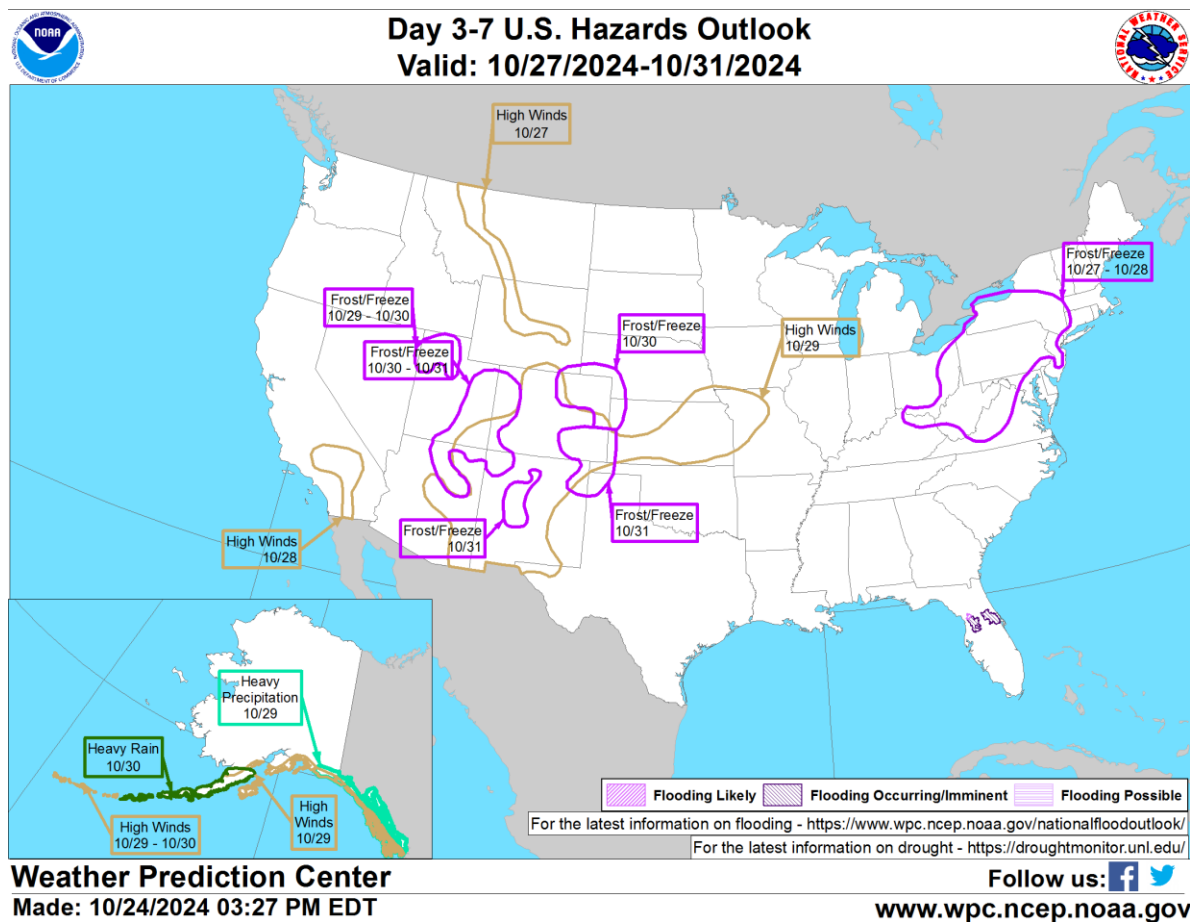 Day 3-7 U.S. Hazards Outlook
Valid: 10/27/2024-10/31/2024
NOAA
High Winds
10/27
Frost/Freeze
10/27 - 10/28
Frost/Freeze
10/29 - 10/30
Frost/Freeze
10/30
High Winds
10/29
Frost/Freeze
10/30 - 10/31
Frost/Freeze
10/31
Frost/Freeze
10/31
High Winds
10/28
Heavy
Precipitation
10/29
Heavy Rain
10/30
High Winds
10/29 - 10/30
High
Winds
10/29
Flooding Likely
Flooding Occurring/Imminent
Flooding Possible
For the latest information on flooding - https://www.wpc.ncep.noaa.gov/nationalfloodoutlook/
For the latest information on drought - https://droughtmonitor.unl.edu/
Weather Prediction Center
Follow us:
Made: 10/24/2024 03:27 PM EDT
www.wpc.ncep.noaa.gov